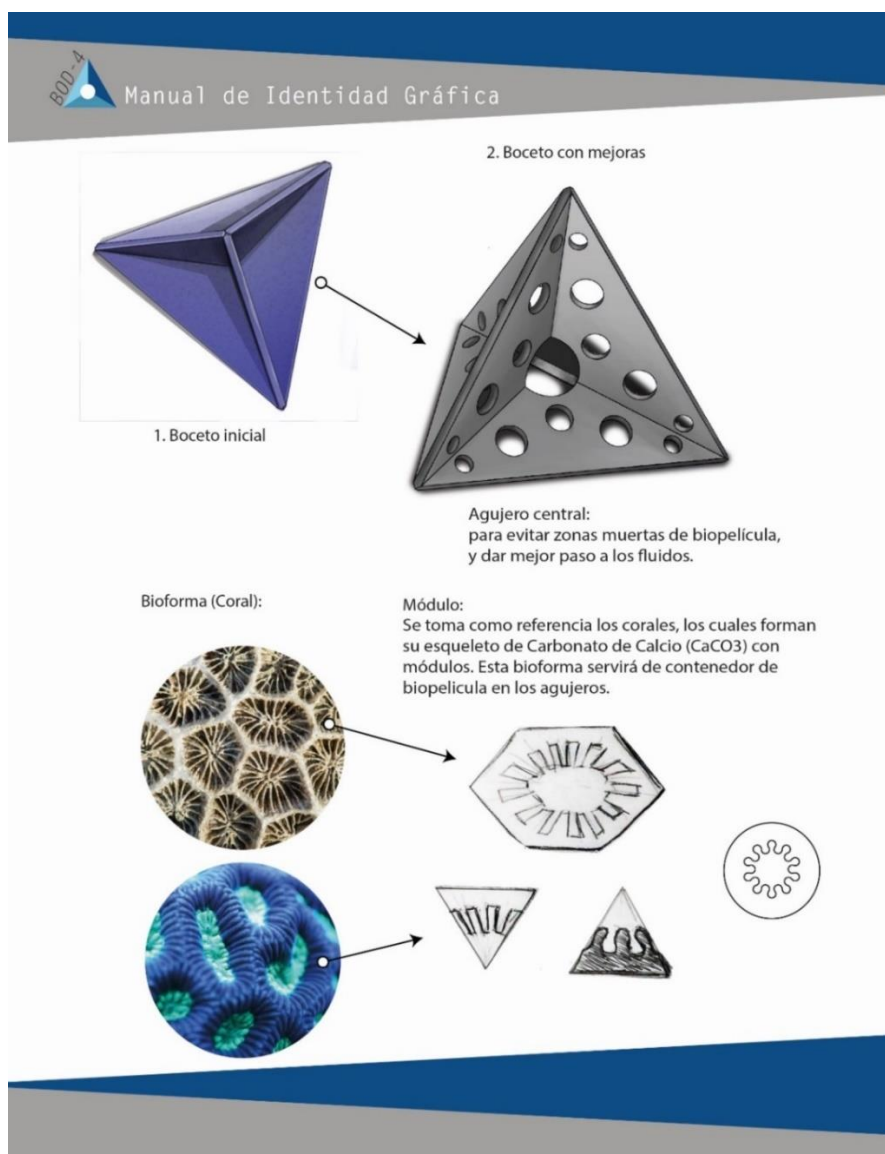 BOD-4
Manual de Identidad Gráfica
2. Boceto con mejoras
1. Boceto inicial
Agujero central:
para evitar zonas muertas de biopelícula,
y dar mejor paso a los fluidos.
Bioforma (Coral):
Módulo:
Se toma como referencia los corales, los cuales forman
su esqueleto de Carbonato de Calcio (CaCO3) con
módulos. Esta bioforma servirá de contenedor de
biopelicula en los agujeros.